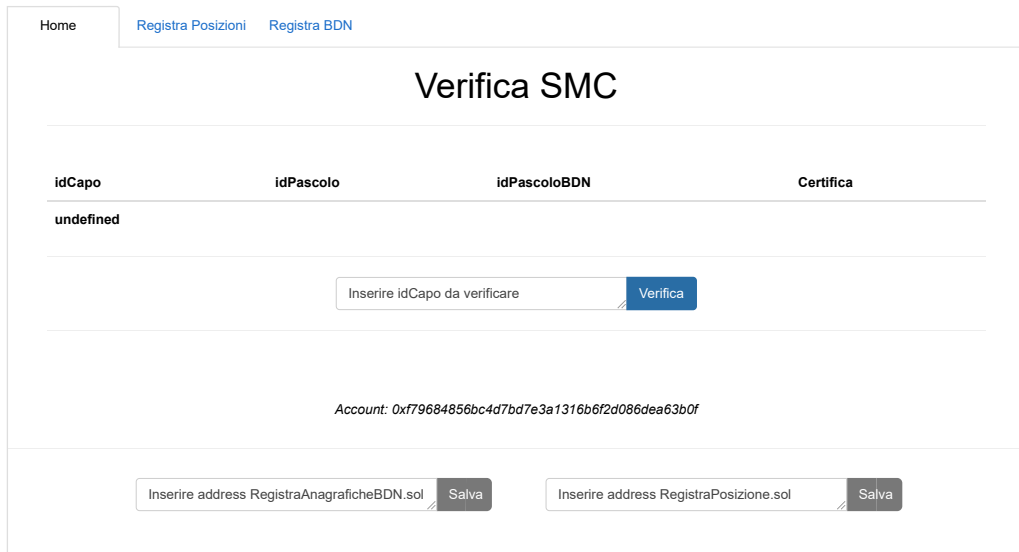 Home Registra Posizioni Registra BDN
Verifica SMC
idCapo idPascolo idPascoloBDN Certifica
undefined
Inserire idCapo da verificare Verifica
Account: 0xf79684856bc4d7bd7e3a1316b6f2d086dea63b0f
Inserire address RegistraAnagraficheBDN.sol Salva Inserire address RegistraPosizione.sol Salva